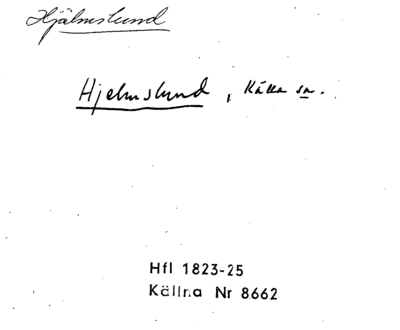 Hjälmslund
Hjelmslund, Källa sn.
Hfl 1823-25
Källna Nr 8662